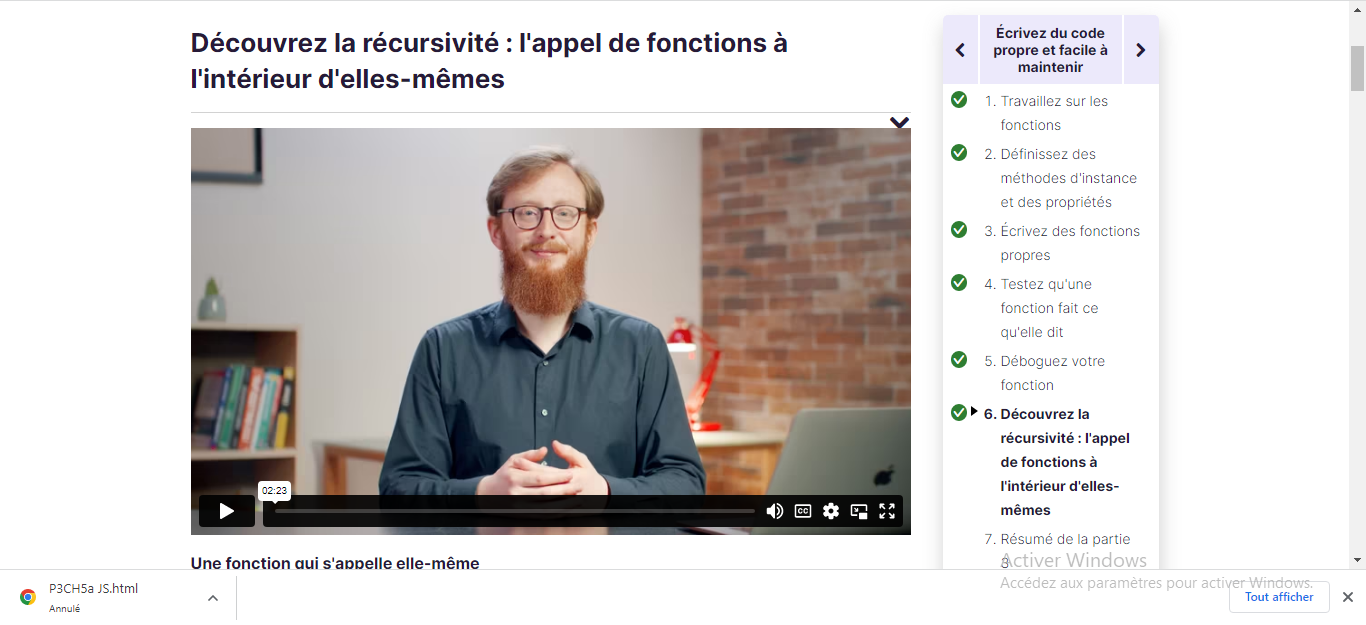 Découvrez la récursivité : l'appel de fonctions à
l'intérieur d'elles-mêmes
02:23
CC
Une fonction qui s'appelle elle-même
Écrivez du code
propre et facile à
maintenir
1. Travaillez sur les
fonctions
2. Définissez des
méthodes d'instance
et des propriétés
3. Écrivez des fonctions
propres
4. Testez qu'une
fonction fait ce
qu'elle dit
5. Déboguez votre
fonction
6. Découvrez la
récursivité : l'appel
de fonctions à
l'intérieur d'elles-
mêmes
7. Résumé de la partie
3
Activer Windows
Accédez aux paramètres pour activer Windows.
P3CH5a JS.html
Annulé
Tout afficher